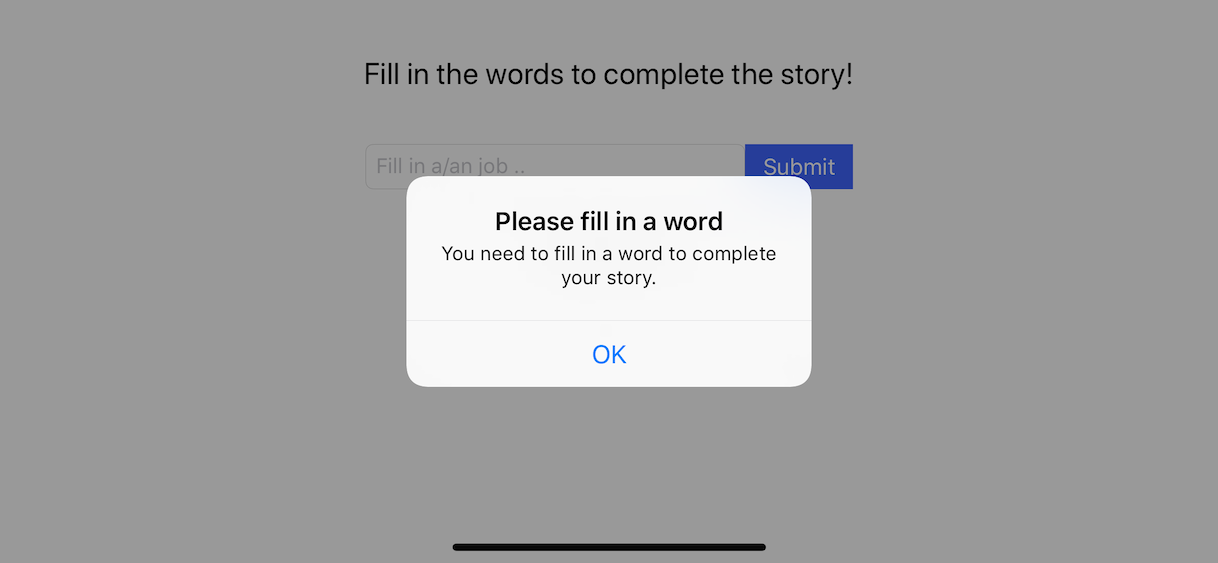 Fill in the words to complete the story!
Fill in a/an job ..
Submit
Please fill in a word
You need to fill in a word to complete
your story.
OK